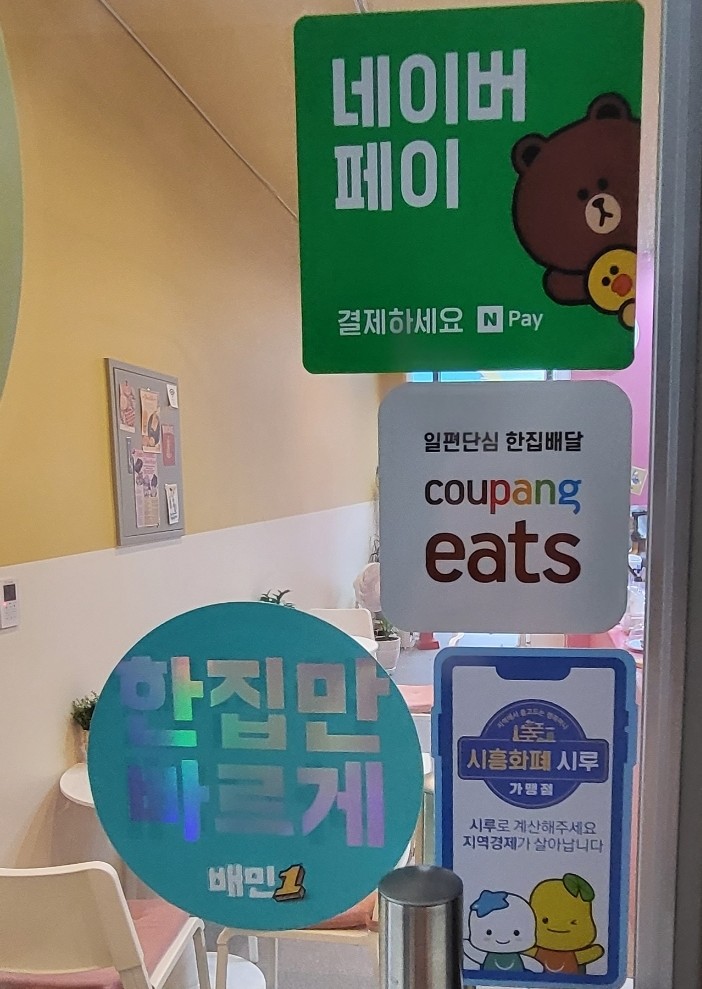 네이버
페이
결제하세요 N Pay
일편단심 한집배달
coupang
eats
한집만
빠르게
배민1
시흥화폐 시루
가맹점
시루로 계산해주세요
지역경제가 살아납니다